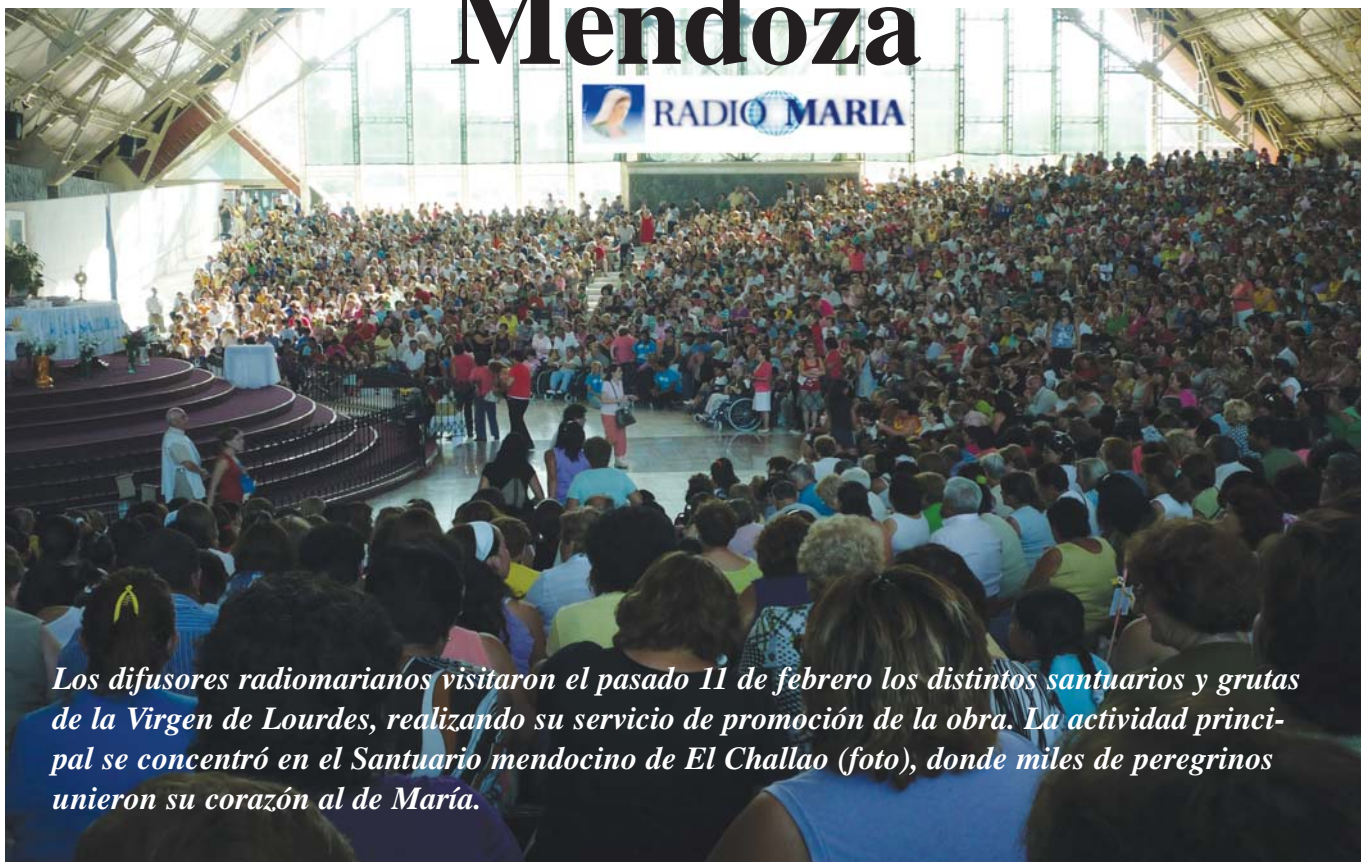 Mendoza
RADIO MARIA
Los difusores radiomarianos visitaron el pasado 11 de febrero los distintos santuarios y grutas
de la Virgen de Lourdes, realizando su servicio de promoción de la obra. La actividad princi-
pal se concentró en el Santuario mendocino de El Challao (foto), donde miles de peregrinos
unieron su corazón al de María.